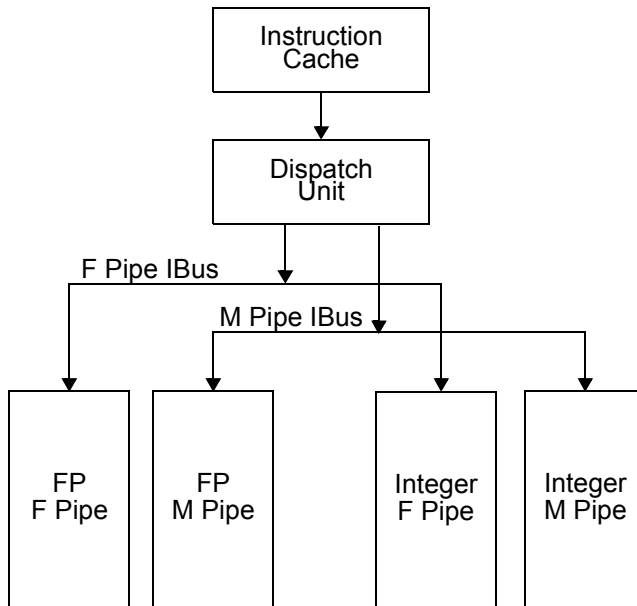 Instruction
Cache
Dispatch
Unit
F Pipe IBus
M Pipe IBus
FP
F Pipe
FP
M Pipe
Integer
F Pipe
Integer
M Pipe